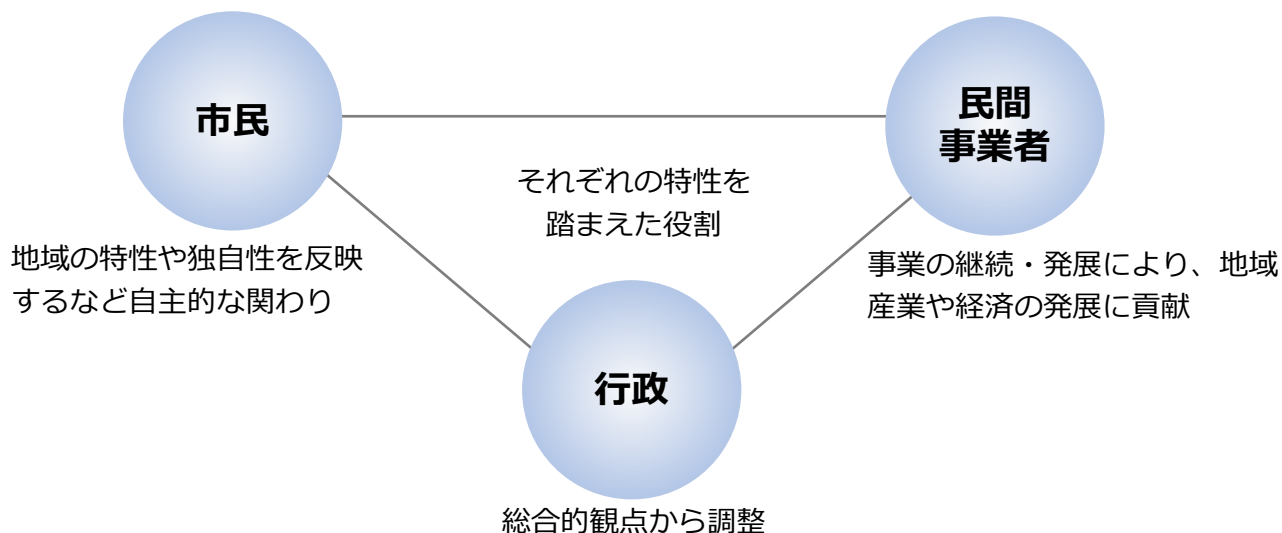 市民
民間
事業者
それぞれの特性を
踏まえた役割
地域の特性や独自性を反映
するなど自主的な関わり
事業の継続・発展により、地域
産業や経済の発展に貢献
行政
総合的観点から調整